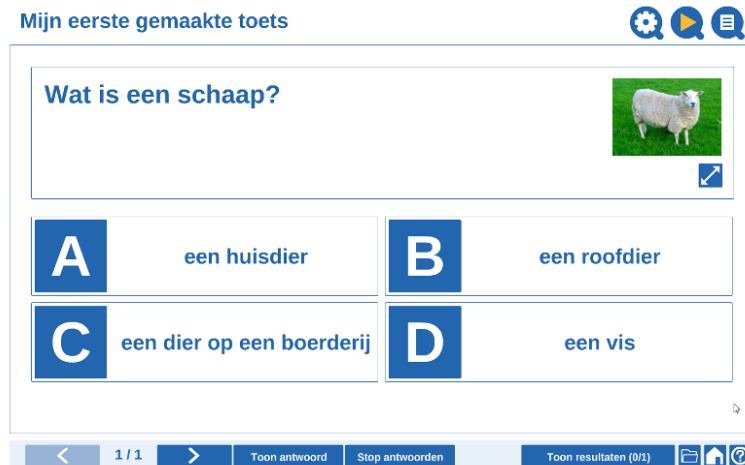 Mijn eerste gemaakte toets
Wat is een schaap?
A een huisdier
B een roofdier
C een dier op een boerderij
D een vis
1 / 1
Toon antwoord
Stop antwoorden
Toon resultaten (0/1)
?